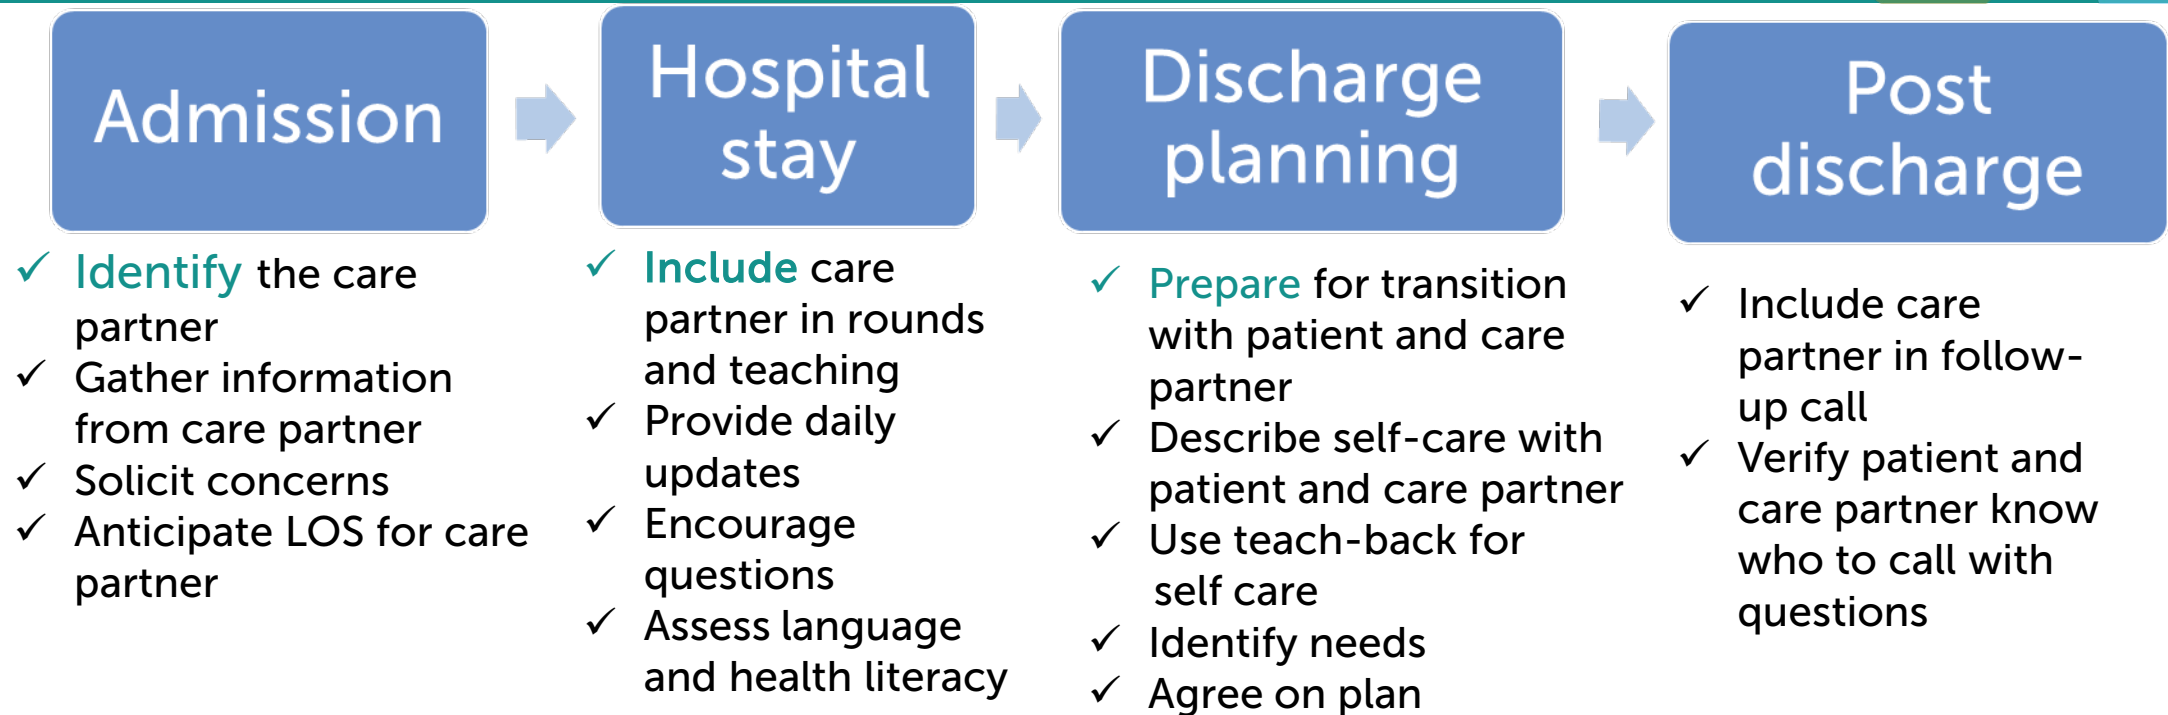 Admission
✓ Identify the care
partner
✓ Gather information
from care partner
✓ Solicit concerns
✓ Anticipate LOS for care
partner
Hospital
stay
✓ Include care
partner in rounds
and teaching
✓ Provide daily
updates
✓ Encourage
questions
✓ Assess language
and health literacy
Discharge
planning
✓ Prepare for transition
with patient and care
partner
✓ Describe self-care with
patient and care partner
✓ Use teach-back for
self care
✓ Identify needs
✓ Agree on plan
Post
discharge
✓ Include care
partner in follow-
up call
✓ Verify patient and
care partner know
who to call with
questions